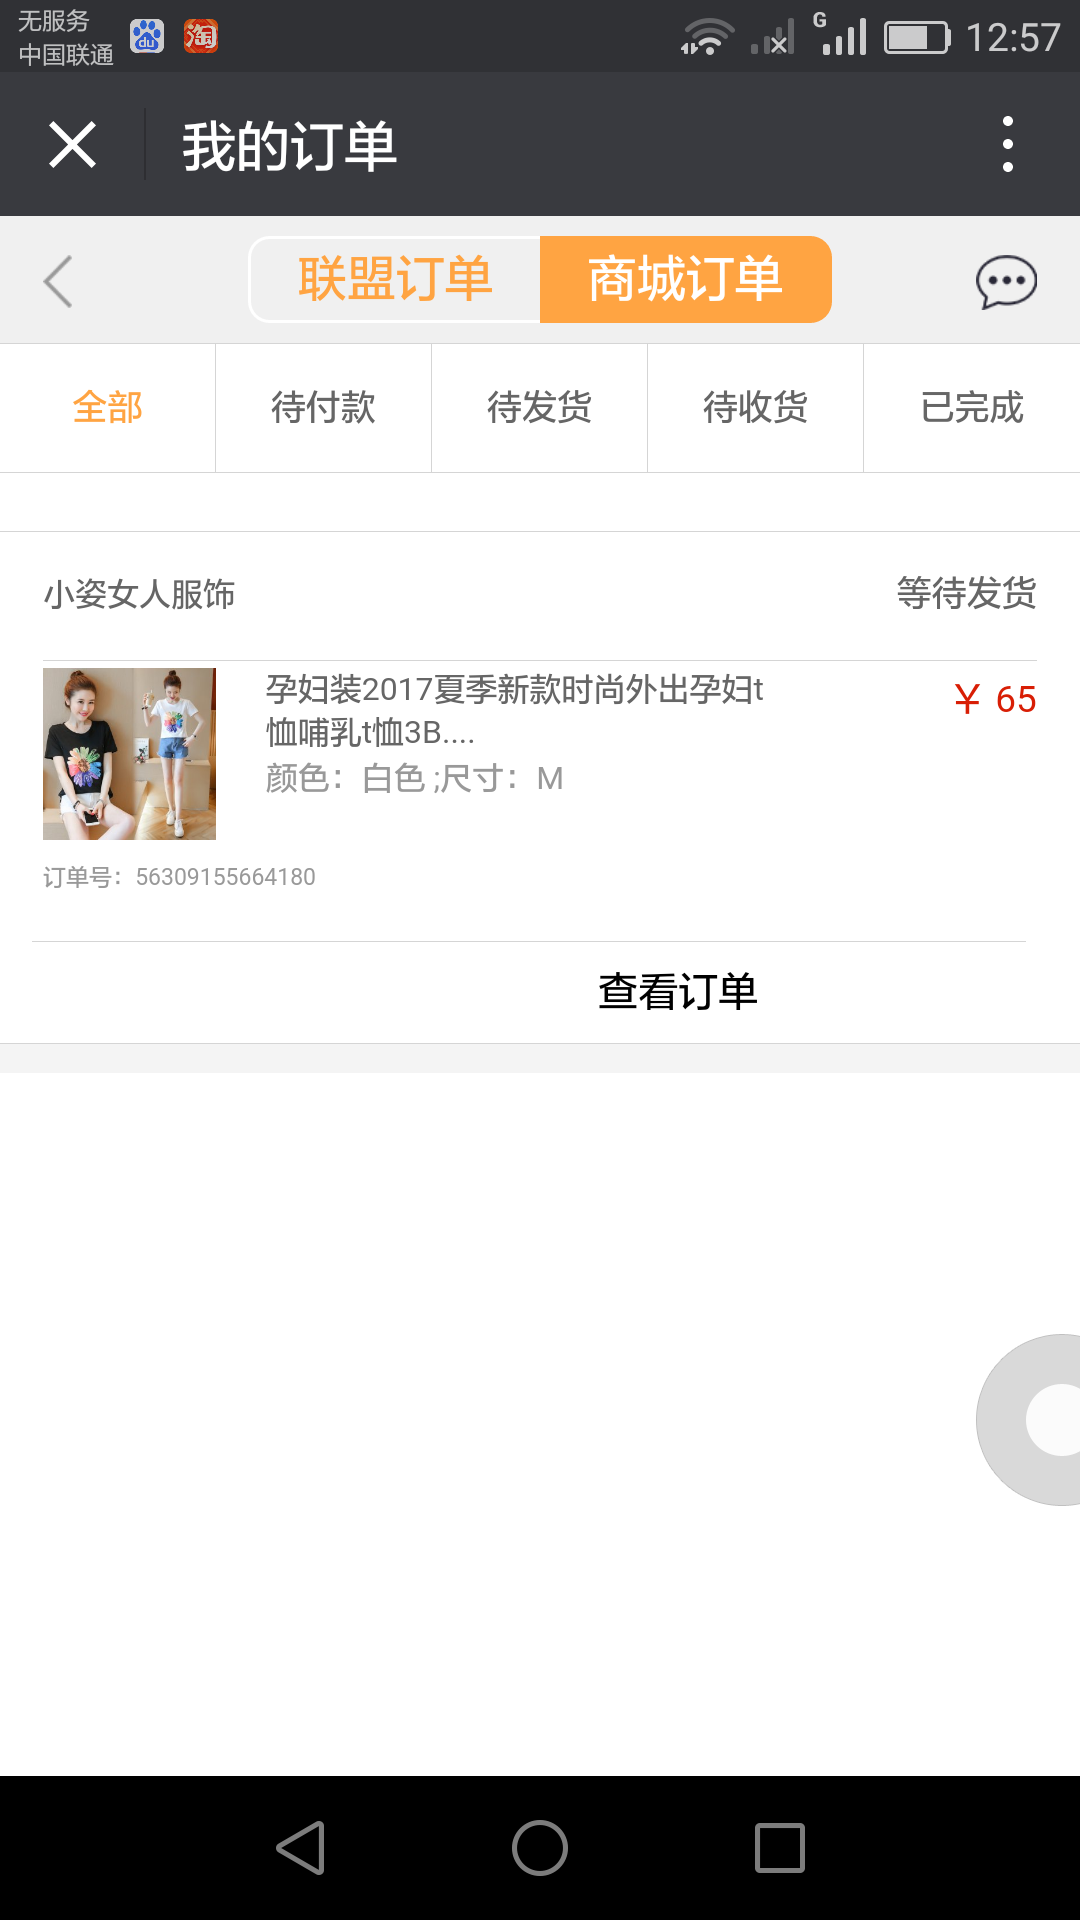 无服务
中国联通
du
淘
G
12:57
我的订单
联盟订单
商城订单
全部
待付款
待发货
待收货
已完成
小姿女人服饰
等待发货
孕妇装2017夏季新款时尚外出孕妇t
恤哺乳t恤3B....
¥ 65
颜色：白色 ;尺寸：M
订单号：56309155664180
查看订单